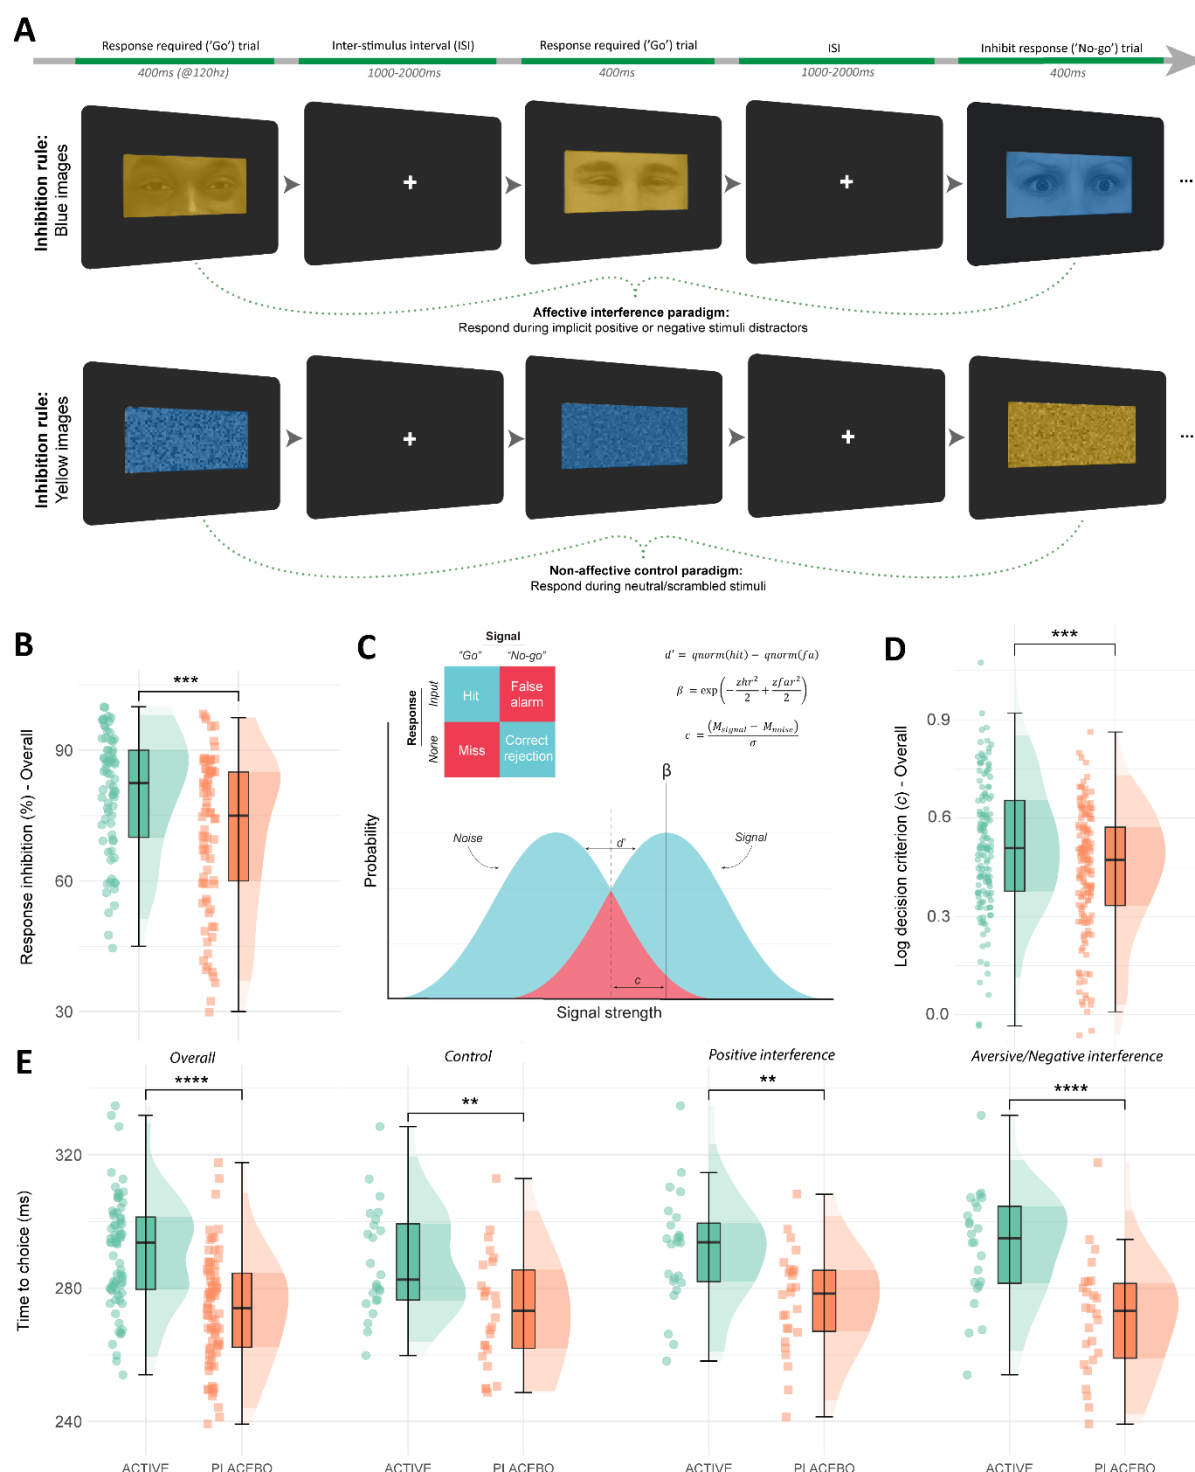 A
Response required ('Go') trial
Inter-stimulus interval (ISI)
Response required ('Go') trial
ISI
Inhibit response ('No-go') trial
400ms (@120hz)
1000-2000ms
400ms
1000-2000ms
400ms
Inhibition rule:
Blue images
+
+
...
Affective interference paradigm:
Respond during implicit positive or negative stimuli distractors
Inhibition rule:
Yellow images
+
+
...
Non-affective control paradigm:
Respond during neutral/scrambled stimuli
B
Response inhibition (%) - Overall
***
90
60
30
C
Signal
"Go"
"No-go"
Response
Input
None
Hit
False
alarm
Miss
Correct
rejection
d' = qnorm(hit) − qnorm(fa)
β = exp(−zhr²/2 + zfar²/2)
c = (M_signal − M_noise)/σ
β
Noise
d'
Signal
c
Probability
Signal strength
D
Log decision criterion (c) - Overall
***
0.9
0.6
0.3
0.0
E
Overall
Control
Positive interference
Aversive/Negative interference
****
**
**
****
Time to choice (ms)
320
280
240
ACTIVE
PLACEBO
ACTIVE
PLACEBO
ACTIVE
PLACEBO
ACTIVE
PLACEBO